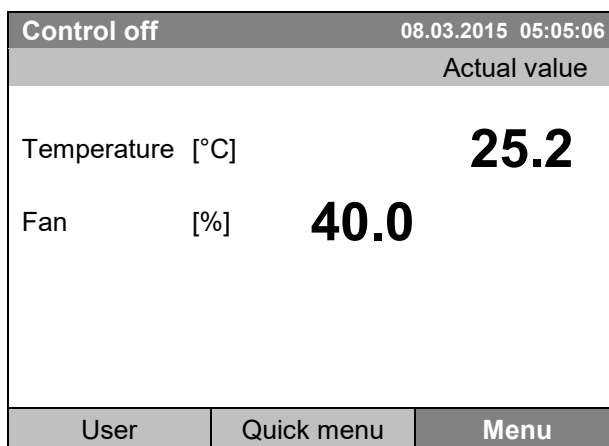 Control off 08.03.2015 05:05:06
Actual value
Temperature [°C] 25.2
Fan [%] 40.0
User Quick menu Menu